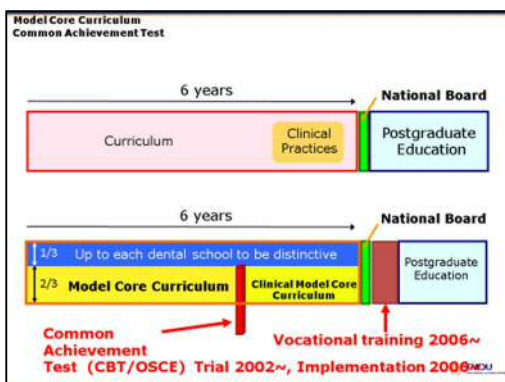 Model Core Curriculum
Common Achievement Test
6 years
National Board
Curriculum
Clinical
Practices
Postgraduate
Education
6 years
National Board
1/3
Up to each dental school to be distinctive
2/3
Model Core Curriculum
Clinical Model Core
Curriculum
Postgraduate
Education
Common
Achievement
Test (CBT/OSCE) Trial 2002~, Implementation 2006
Vocational training 2006~